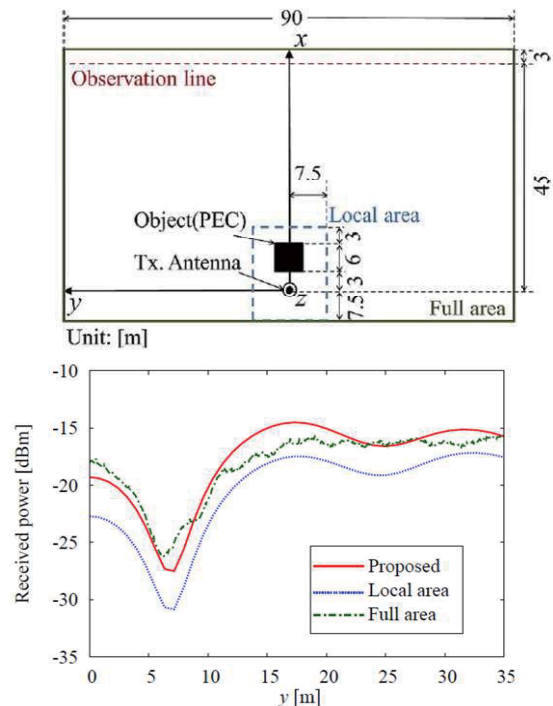 90
x
3
Observation line
7.5
45
Local area
Object(PEC)
3
6
Tx. Antenna
3
y
z
7.5
Full area
Unit: [m]
-10
-15
-20
-25
-30
-35
Received power [dBm]
Proposed
Local area
Full area
0 5 10 15 20 25 30 35
y [m]